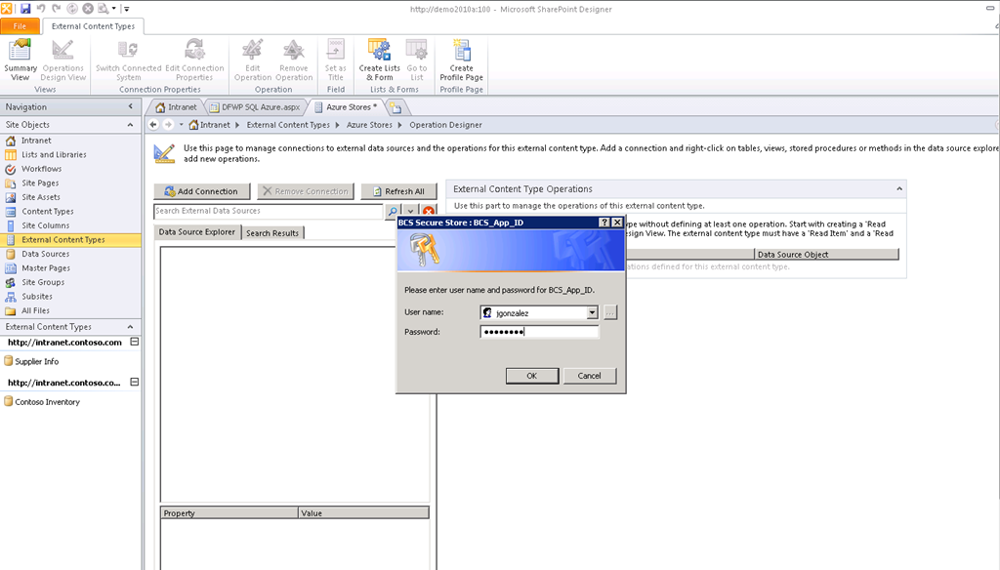 http://demo2010a:100 - Microsoft SharePoint Designer
File
External Content Types
Summary View
Operations Design View
Views
Switch Connected System
Edit Connection Properties
Connection Properties
Edit Operation
Remove Operation
Operation
Set as Title
Field
Create Lists & Form
Go to List
Lists & Forms
Create Profile Page
Profile Page
Navigation
Intranet
DFWP SQL Azure.aspx
Azure Stores *
Site Objects
Intranet
Lists and Libraries
Workflows
Site Pages
Site Assets
Content Types
Site Columns
External Content Types
Data Sources
Master Pages
Site Groups
Subsites
All Files
External Content Types
http://intranet.contoso.com
Supplier Info
http://intranet.contoso.co...
Contoso Inventory
Intranet
External Content Types
Azure Stores
Operation Designer
Use this page to manage connections to external data sources and the operations for this external content type. Add a connection and right-click on tables, views, stored procedures or methods in the data source explore
add new operations.
Add Connection
Remove Connection
Refresh All
Search External Data Sources
Data Source Explorer
Search Results
Property
Value
External Content Type Operations
Use this part to manage the operations of this external content type.
ype without defining at least one operation. Start with creating a 'Read
esign View. The external content type must have a 'Read Item' and a 'Read
Data Source Object
ations defined for this external content type.
BCS Secure Store : BCS_App_ID
Please enter user name and password for BCS_App_ID.
User name:
jgonzalez
...
Password:
●●●●●●●●
OK
Cancel